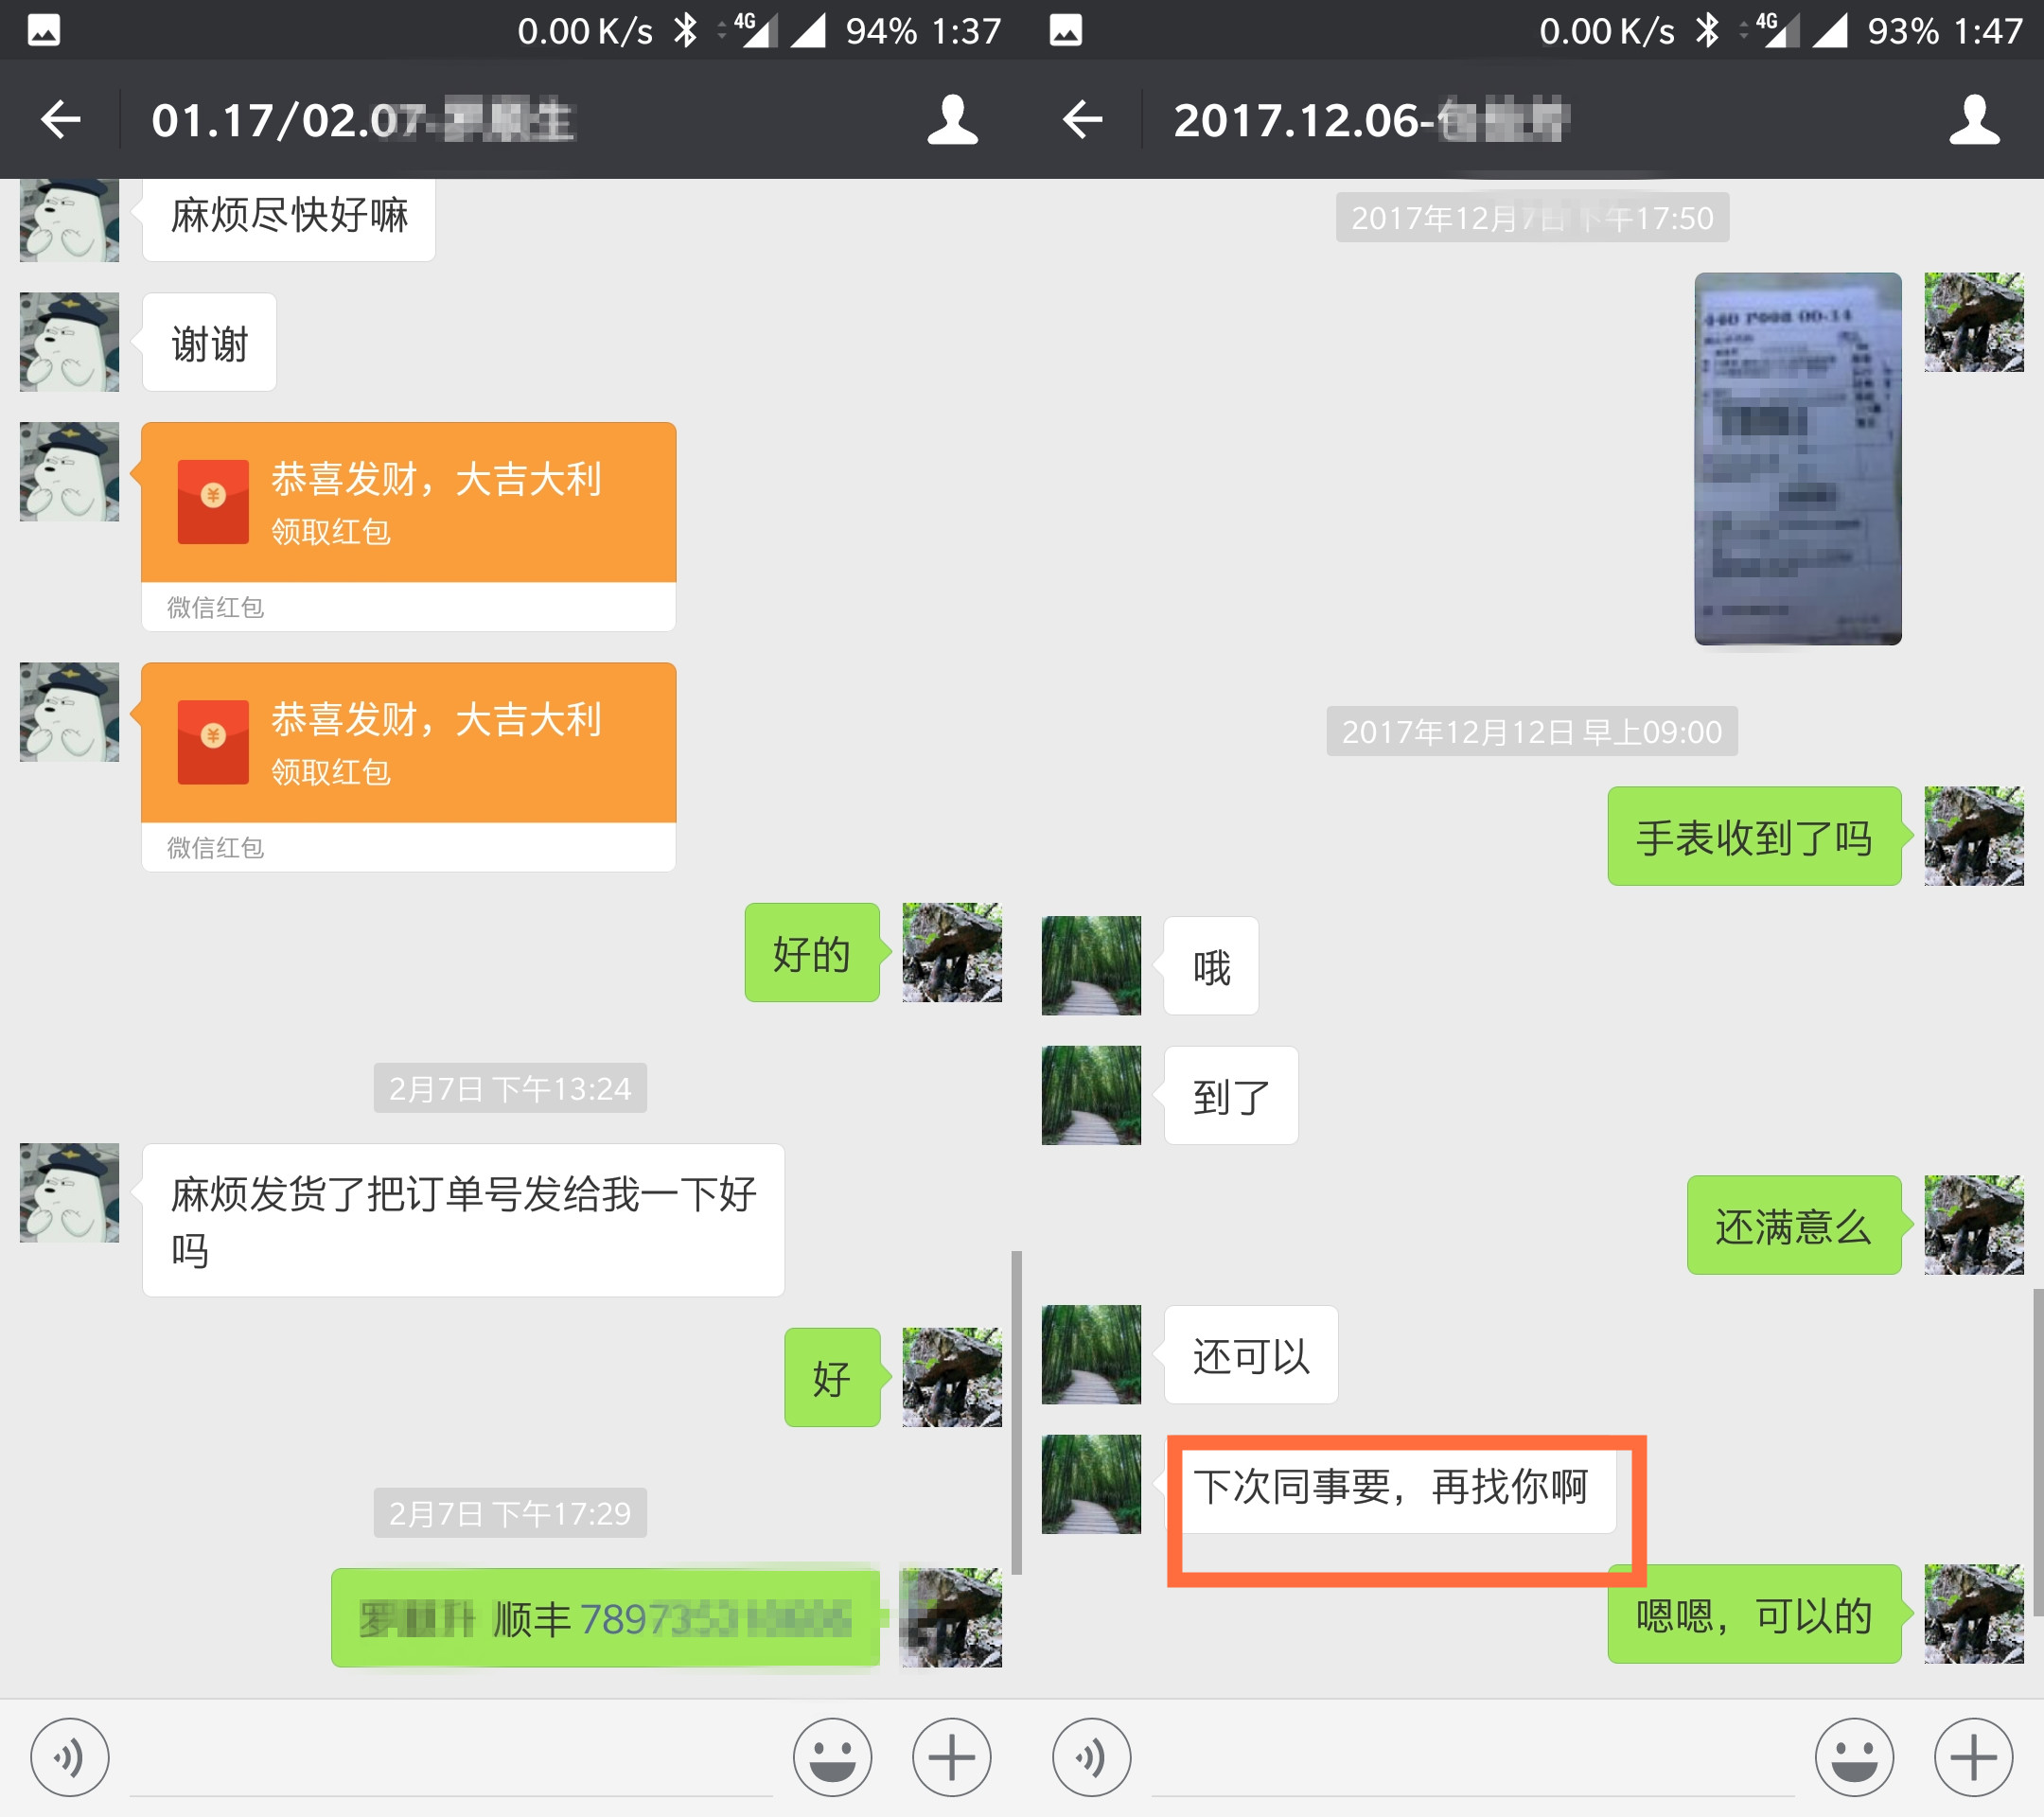 0.00 K/s 4G 94% 1:37
01.17/02.07-
麻烦尽快好嘛
谢谢
恭喜发财，大吉大利
领取红包
微信红包
恭喜发财，大吉大利
领取红包
微信红包
好的
2月7日 下午13:24
麻烦发货了把订单号发给我一下好
吗
好
2月7日 下午17:29
顺丰 7897
0.00 K/s 4G 93% 1:47
2017.12.06-
2017年12月7日 下午17:50
2017年12月12日 早上09:00
手表收到了吗
哦
到了
还满意么
还可以
下次同事要，再找你啊
嗯嗯，可以的